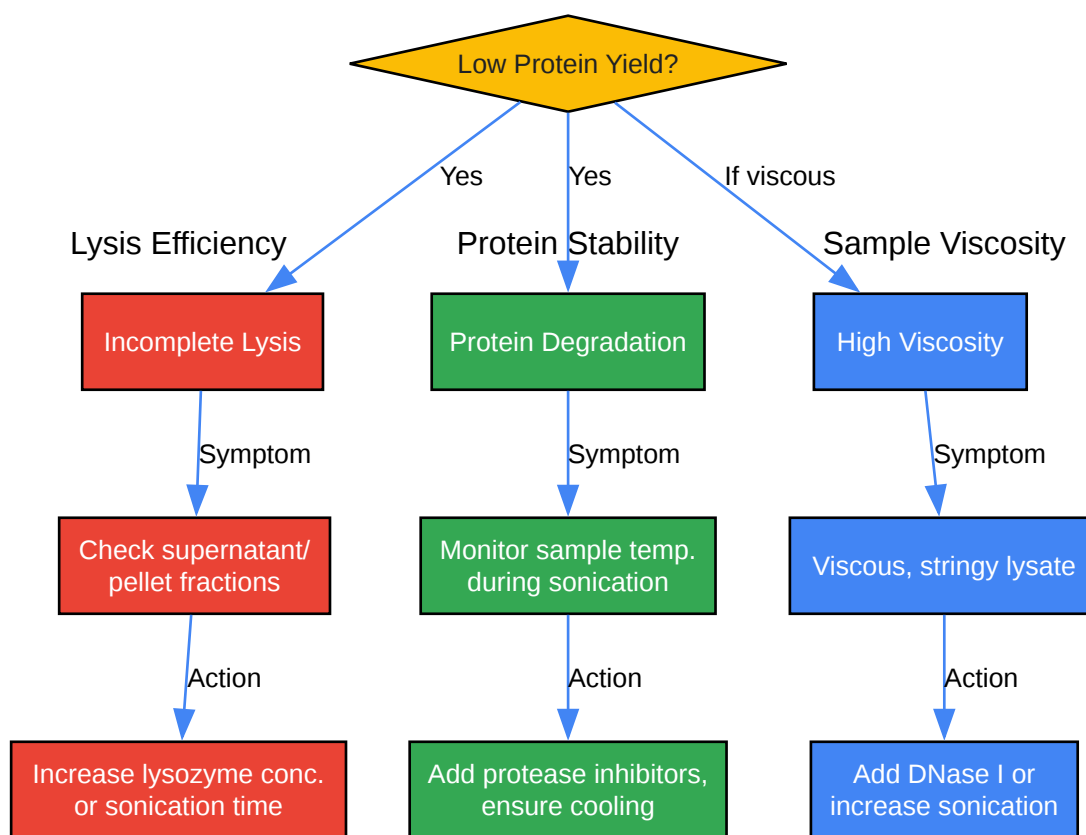 Low Protein Yield?
Yes
Yes
If viscous
Lysis Efficiency
Protein Stability
Sample Viscosity
Incomplete Lysis
Protein Degradation
High Viscosity
Symptom
Symptom
Symptom
Check supernatant/
pellet fractions
Monitor sample temp.
during sonication
Viscous, stringy lysate
Action
Action
Action
Increase lysozyme conc.
or sonication time
Add protease inhibitors,
ensure cooling
Add DNase I or
increase sonication